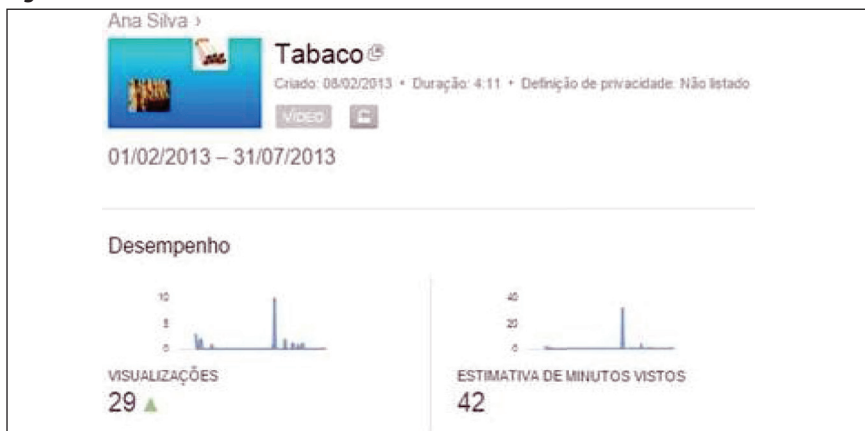 Ana Silva ›
Tabaco
Criado: 08/02/2013 • Duração: 4:11 • Definição de privacidade: Não listado
VÍDEO
01/02/2013 – 31/07/2013
Desempenho
10
5
0
VISUALIZAÇÕES
29
40
20
0
ESTIMATIVA DE MINUTOS VISTOS
42